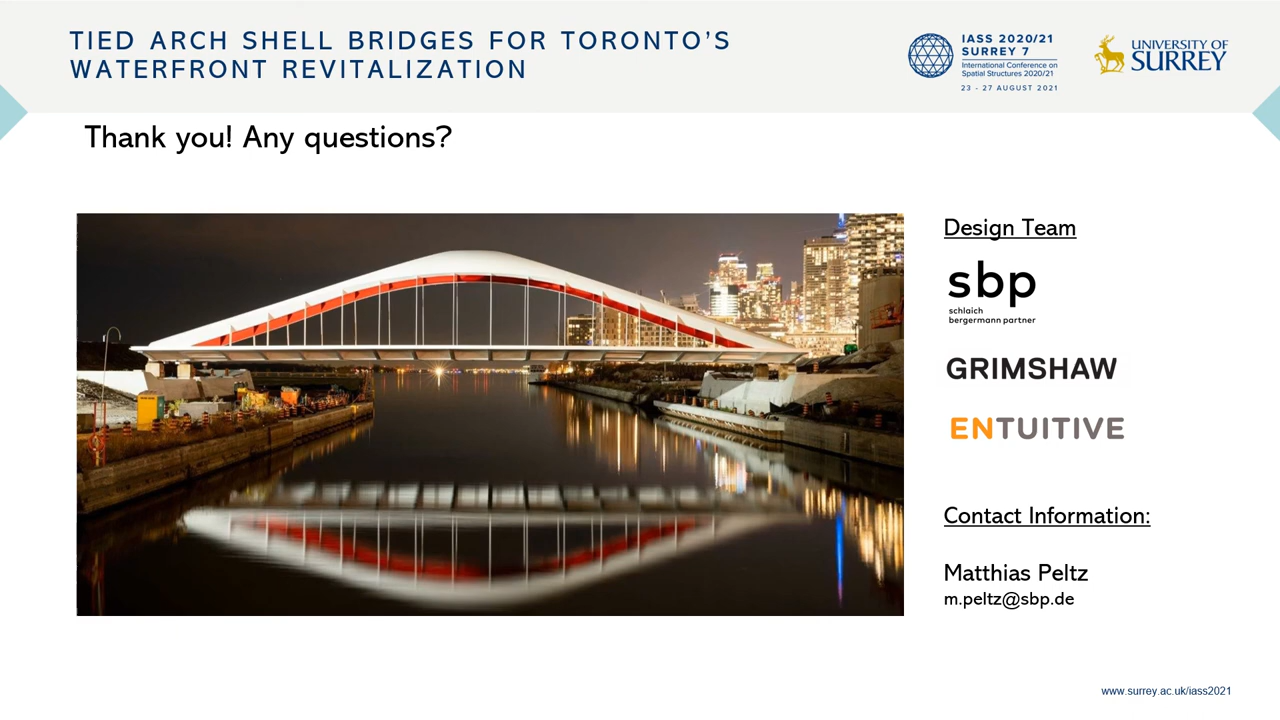 TIED ARCH SHELL BRIDGES FOR TORONTO'S
WATERFRONT REVITALIZATION
IASS 2020/21
SURREY 7
International Conference on
Spatial Structures 2020/21
23 - 27 AUGUST 2021
UNIVERSITY OF
SURREY
Thank you! Any questions?
Design Team
sbp
schlaich
bergermann partner
GRIMSHAW
ENTUITIVE
Contact Information:
Matthias Peltz
m.peltz@sbp.de
www.surrey.ac.uk/iass2021